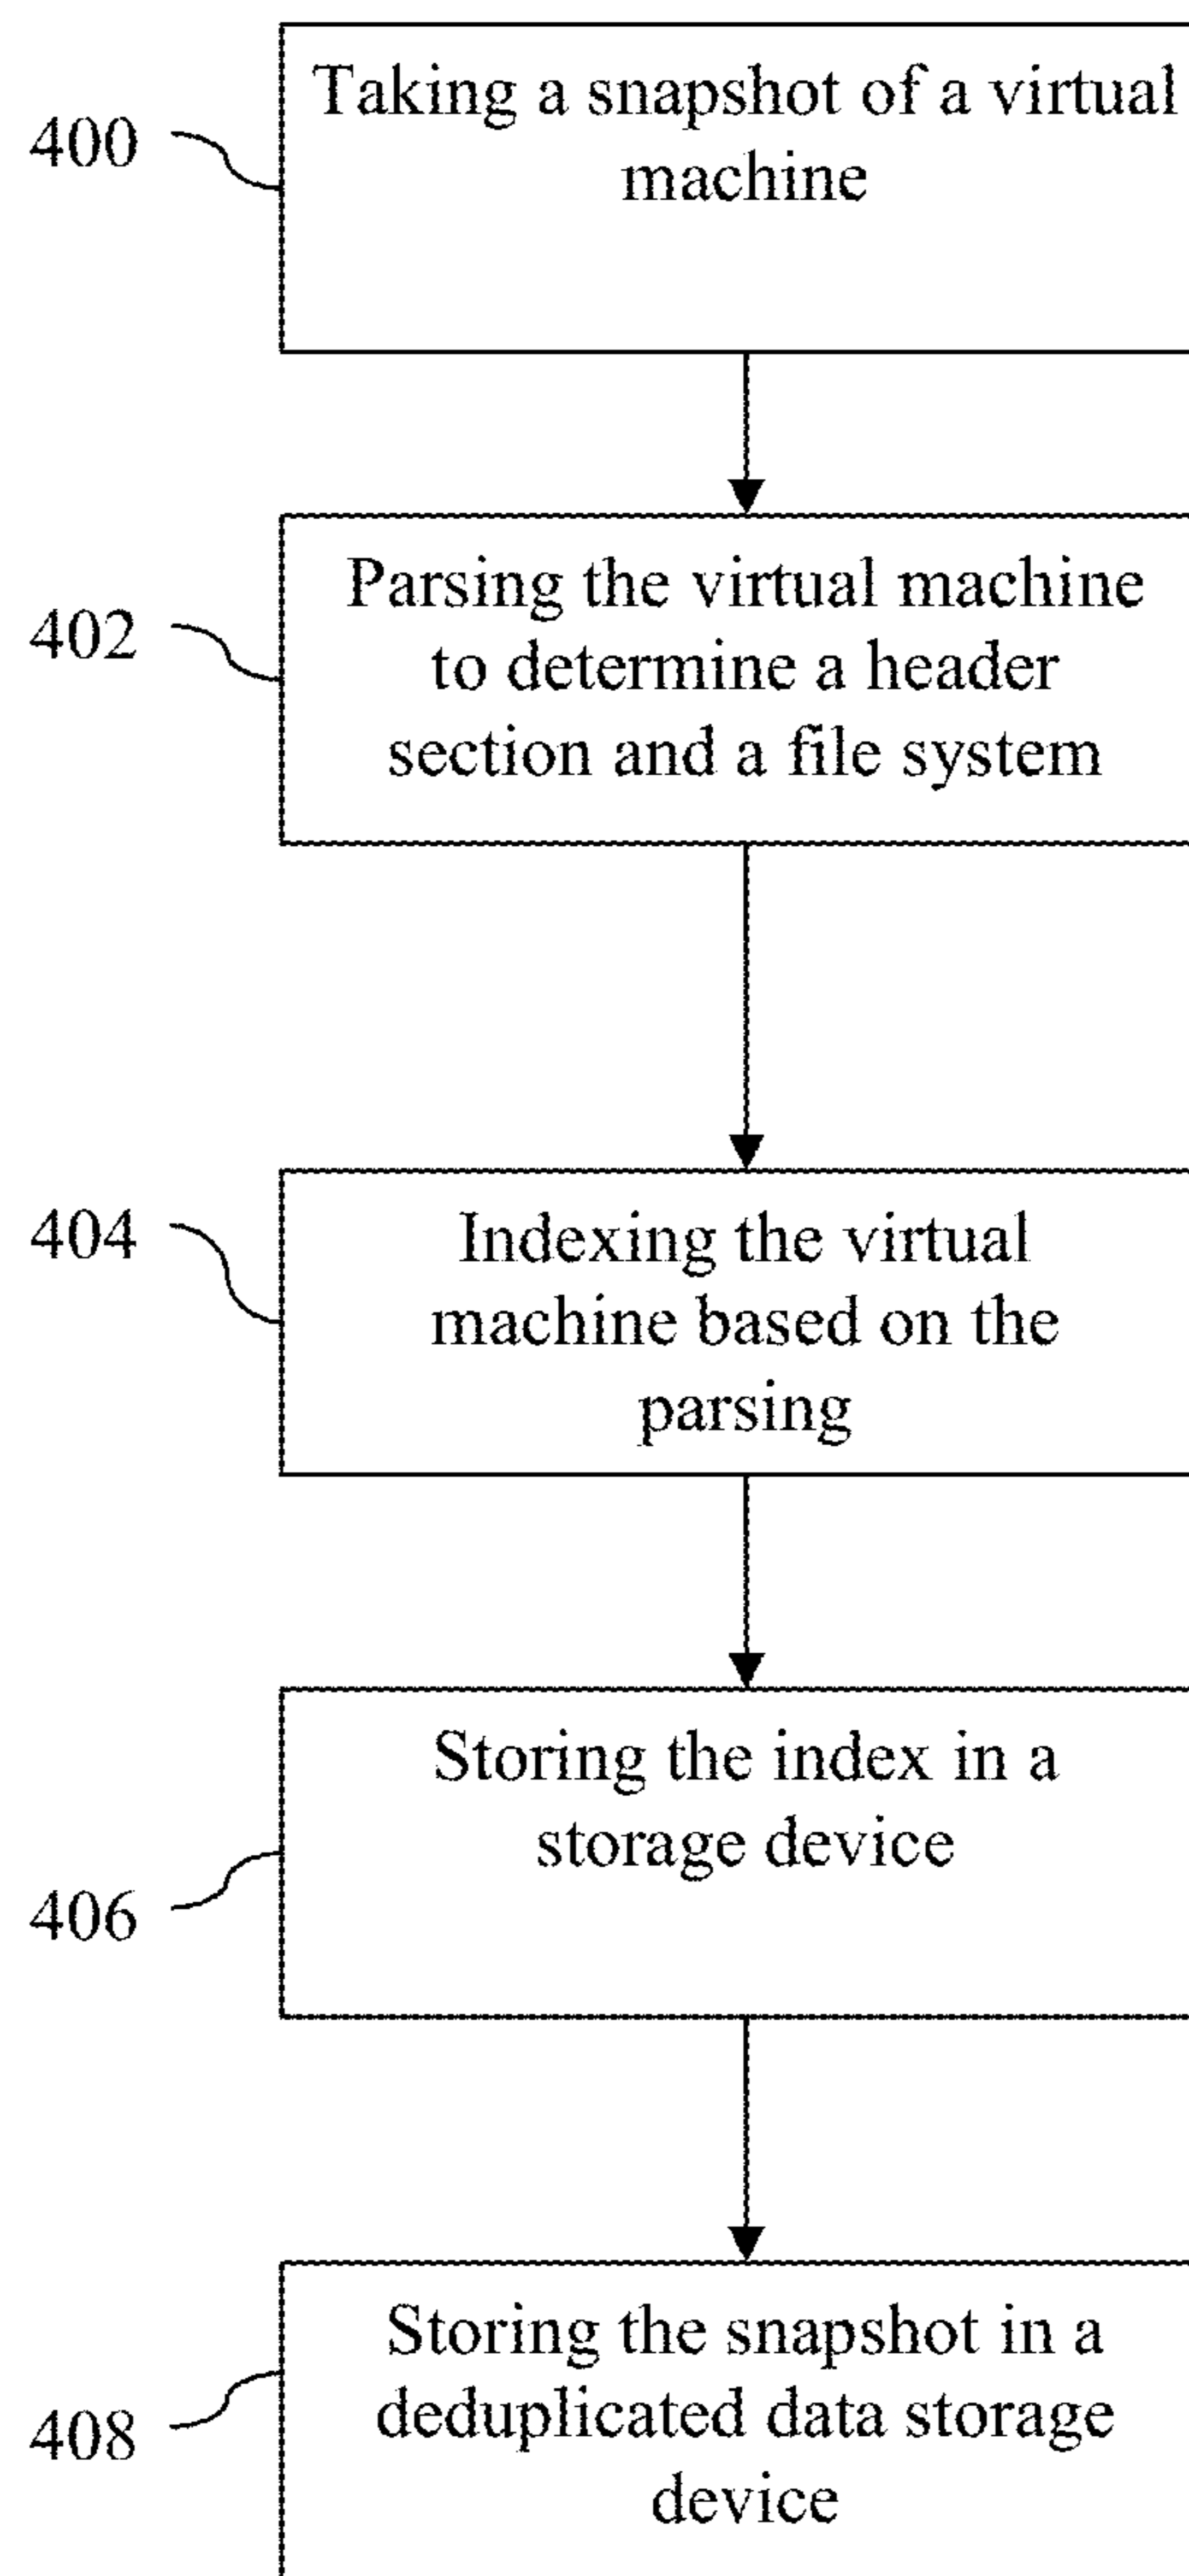 Taking a snapshot of a virtual
machine
400
Parsing the virtual machine
to determine a header
section and a file system
402
Indexing the virtual
machine based on the
parsing
404
Storing the index in a
storage device
406
Storing the snapshot in a
deduplicated data storage
device
408